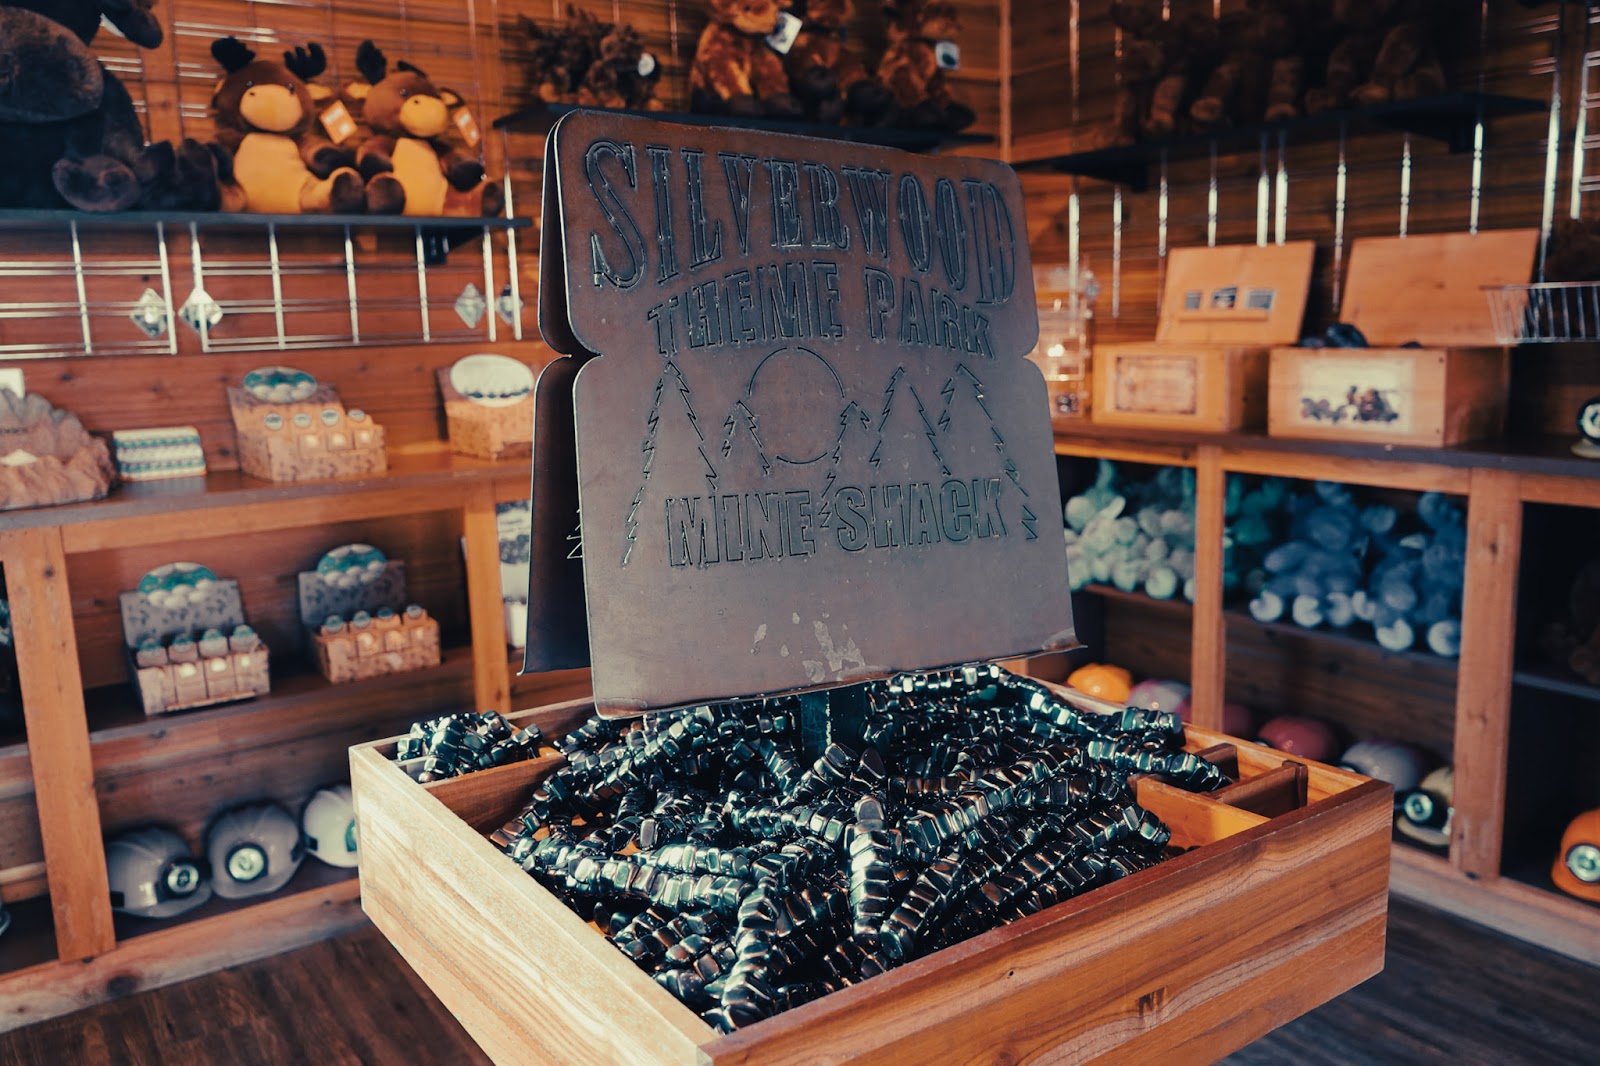 SILVERWOOD
THEME PARK
MINE SHACK